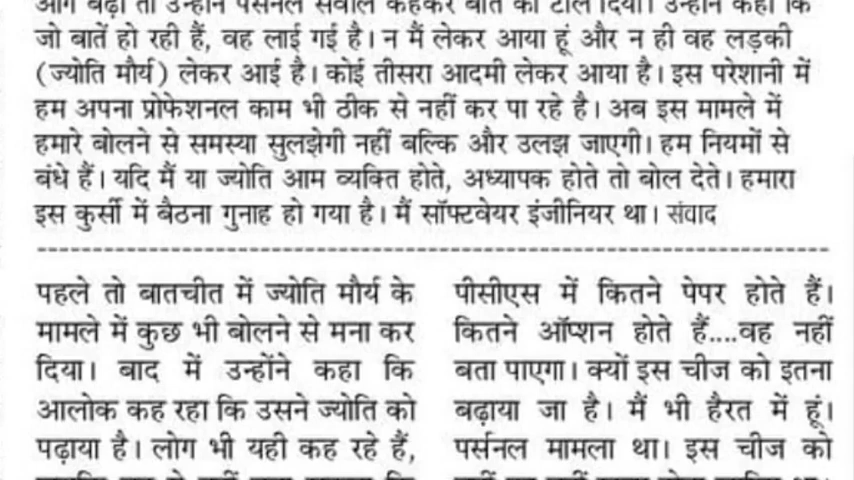 आगे बढ़ी तो उन्होंने पर्सनल सवाल कहकर बात को टाल दिया। उन्होंने कहा कि
जो बातें हो रही हैं, वह लाई गई है। न मैं लेकर आया हूं और न ही वह लड़की
(ज्योति मौर्य) लेकर आई है। कोई तीसरा आदमी लेकर आया है। इस परेशानी में
हम अपना प्रोफेशनल काम भी ठीक से नहीं कर पा रहे है। अब इस मामले में
हमारे बोलने से समस्या सुलझेगी नहीं बल्कि और उलझ जाएगी। हम नियमों से
बंधे हैं। यदि मैं या ज्योति आम व्यक्ति होते, अध्यापक होते तो बोल देते। हमारा
इस कुर्सी में बैठना गुनाह हो गया है। मैं सॉफ्टवेयर इंजीनियर था। संवाद
पहले तो बातचीत में ज्योति मौर्य के
मामले में कुछ भी बोलने से मना कर
दिया। बाद में उन्होंने कहा कि
आलोक कह रहा कि उसने ज्योति को
पढ़ाया है। लोग भी यही कह रहे हैं,
पीसीएस में कितने पेपर होते हैं।
कितने ऑप्शन होते हैं....वह नहीं
बता पाएगा। क्यों इस चीज को इतना
बढ़ाया जा है। मैं भी हैरत में हूं।
पर्सनल मामला था। इस चीज को